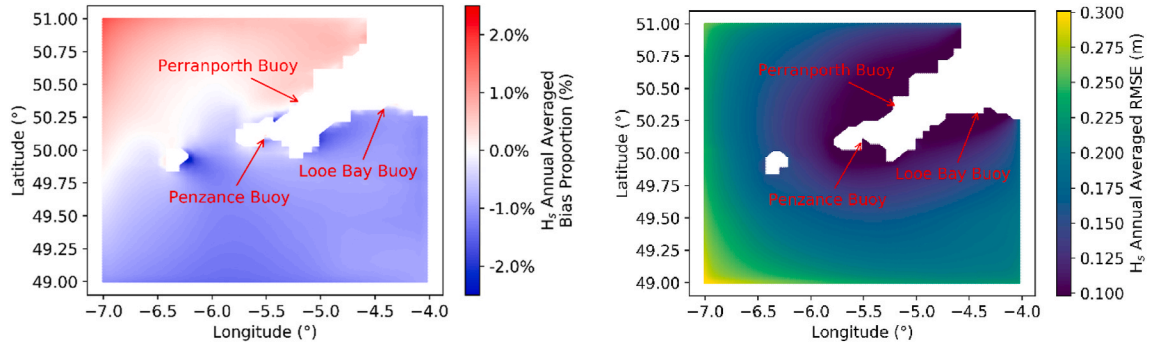 51.00
50.75
50.50
50.25
50.00
49.75
49.50
49.25
49.00
Latitude (°)
−7.0 −6.5 −6.0 −5.5 −5.0 −4.5 −4.0
Longitude (°)
Perranporth Buoy
Looe Bay Buoy
Penzance Buoy
2.0%
1.0%
0.0%
−1.0%
−2.0%
Hs Annual Averaged
Bias Proportion (%)
51.00
50.75
50.50
50.25
50.00
49.75
49.50
49.25
49.00
Latitude (°)
−7.0 −6.5 −6.0 −5.5 −5.0 −4.5 −4.0
Longitude (°)
Perranporth Buoy
Looe Bay Buoy
Penzance Buoy
0.300
0.275
0.250
0.225
0.200
0.175
0.150
0.125
0.100
Hs Annual Averaged RMSE (m)